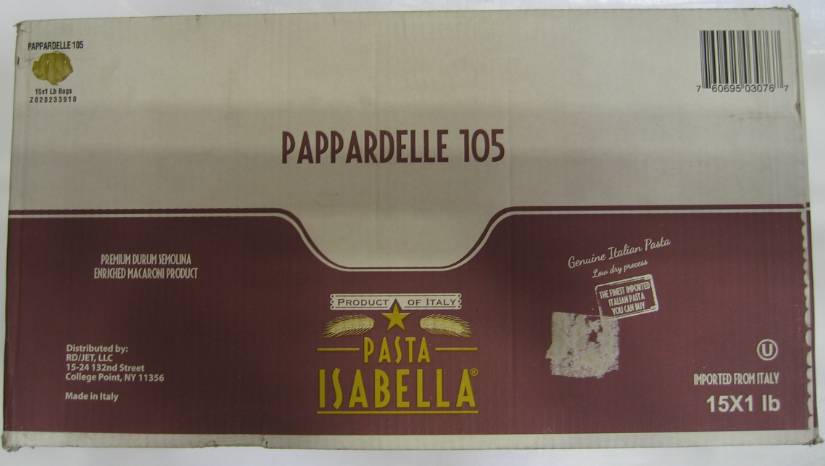 PAPPARDELLE 105
15x1 Lb Bags
7 60695 03076 7
PAPPARDELLE 105
PREMIUM DURUM SEMOLINA
ENRICHED MACARONI PRODUCT
Genuine Italian Pasta
Low dry process
THE FINEST IMPORTED
ITALIAN PASTA
YOU CAN BUY
PRODUCT OF ITALY
PASTA
ISABELLA®
Distributed by:
RD/JET, LLC
15-24 132nd Street
College Point, NY 11356
Made in Italy
U
IMPORTED FROM ITALY
15X1 lb